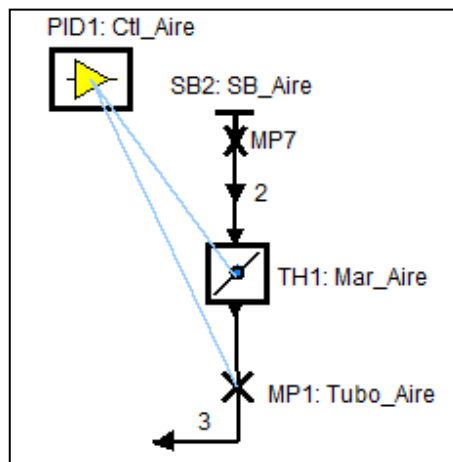 PID1: Ctl_Aire
SB2: SB_Aire
MP7
2
TH1: Mar_Aire
MP1: Tubo_Aire
3